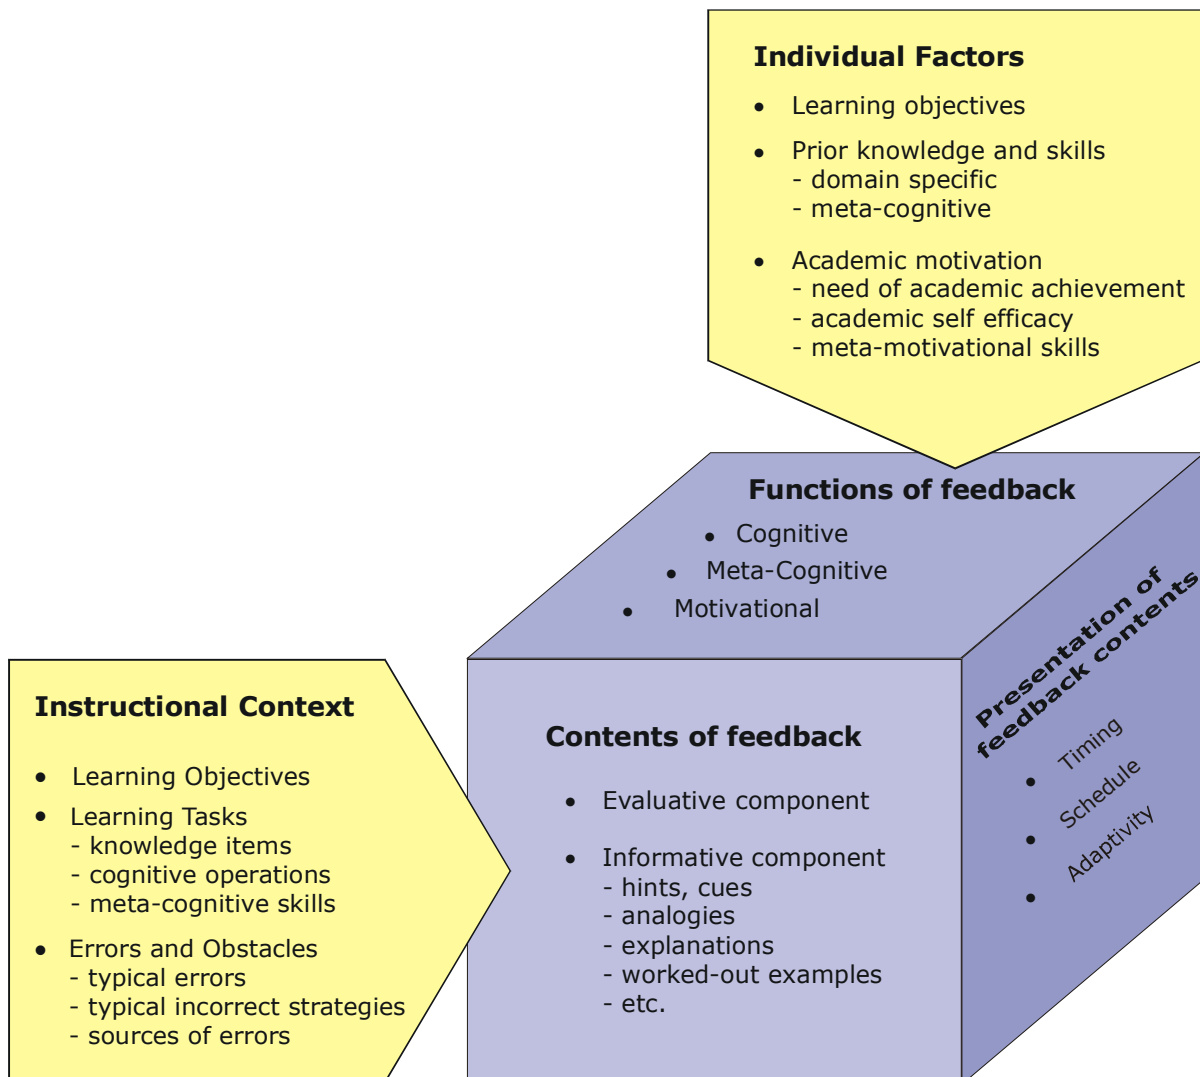 Individual Factors
• Learning objectives
• Prior knowledge and skills
- domain specific
- meta-cognitive
• Academic motivation
- need of academic achievement
- academic self efficacy
- meta-motivational skills
Functions of feedback
• Cognitive
• Meta-Cognitive
• Motivational
Presentation of
feedback contents
• Timing
• Schedule
• Adaptivity
Instructional Context
• Learning Objectives
• Learning Tasks
- knowledge items
- cognitive operations
- meta-cognitive skills
• Errors and Obstacles
- typical errors
- typical incorrect strategies
- sources of errors
Contents of feedback
• Evaluative component
• Informative component
- hints, cues
- analogies
- explanations
- worked-out examples
- etc.